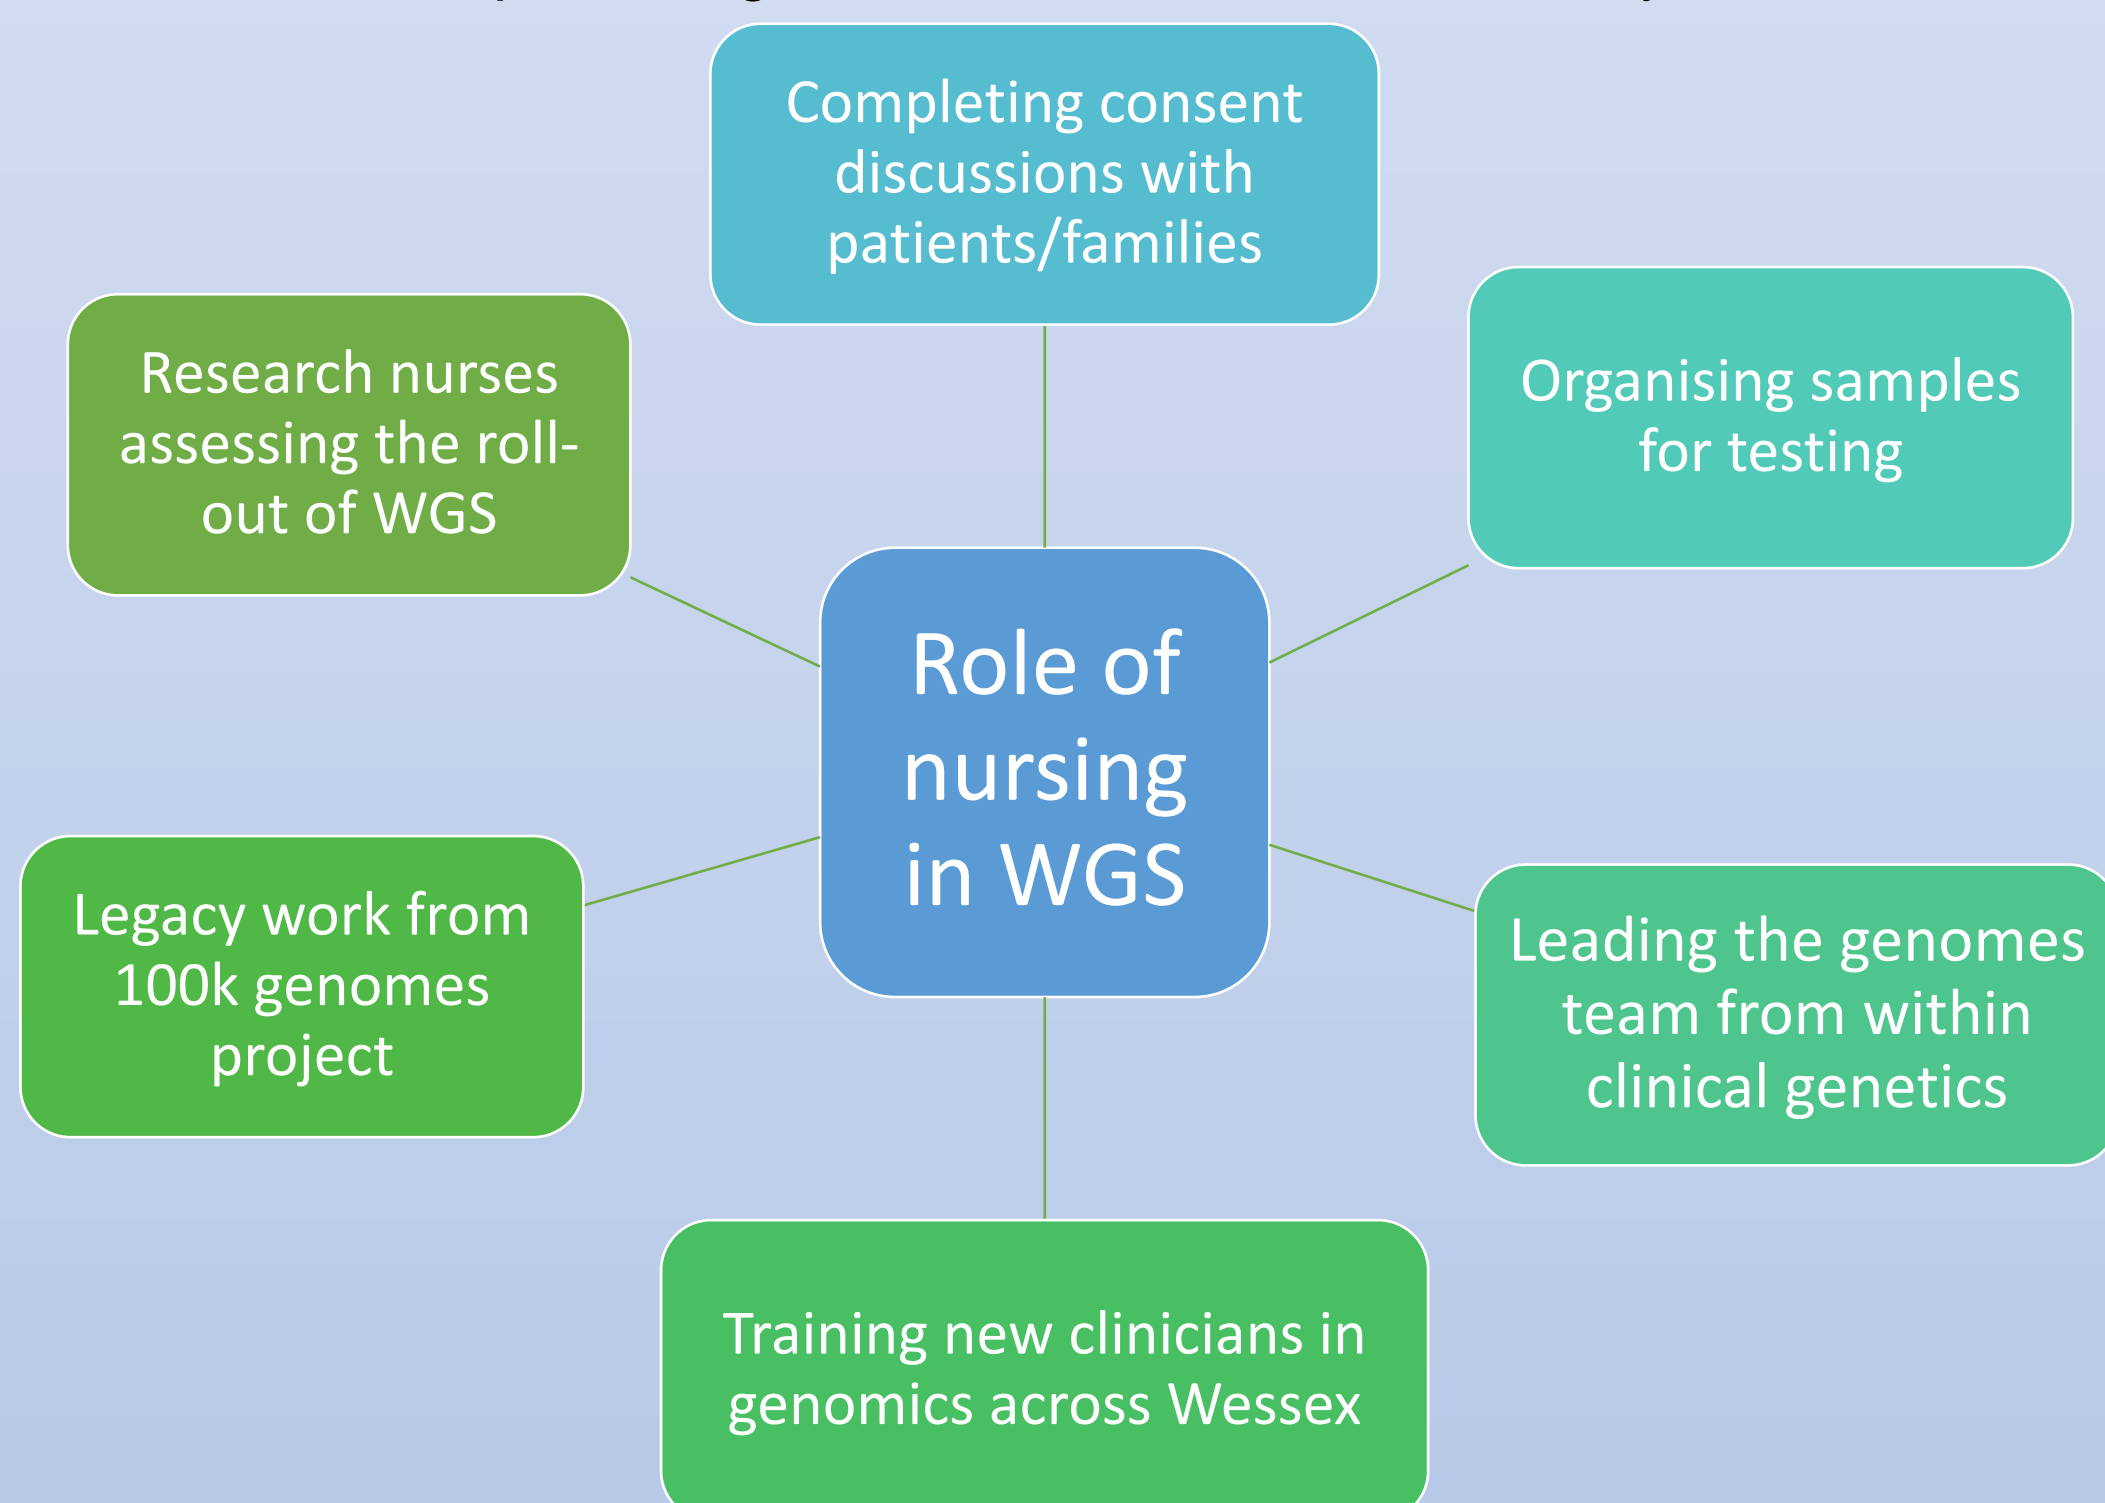 Completing consent
discussions with
patients/families
Organising samples
for testing
Leading the genomes
team from within
clinical genetics
Training new clinicians in
genomics across Wessex
Legacy work from
100k genomes
project
Research nurses
assessing the roll-
out of WGS
Role of
nursing
in WGS